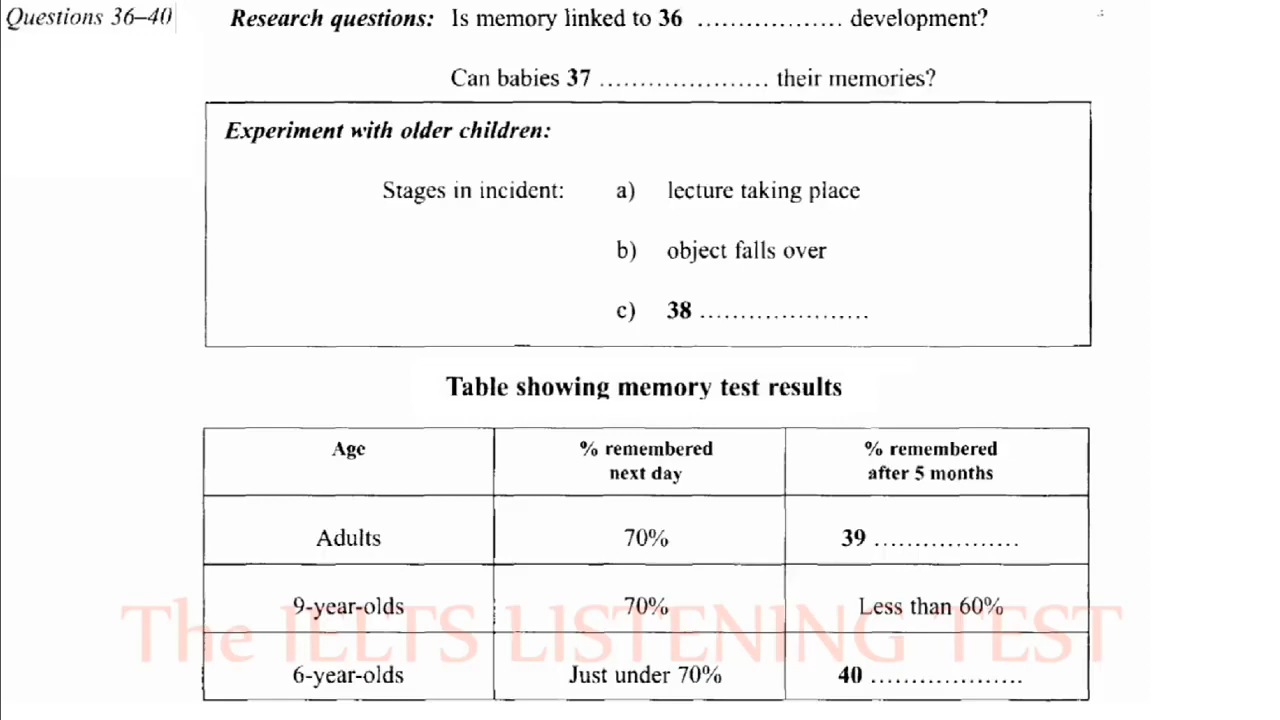 Questions 36–40
Research questions: Is memory linked to 36 .................. development?
Can babies 37 ..................... their memories?
Experiment with older children:
Stages in incident: a) lecture taking place
b) object falls over
c) 38 .....................
Table showing memory test results
Age % remembered next day % remembered after 5 months
Adults 70% 39 ..................
9-year-olds 70% Less than 60%
6-year-olds Just under 70% 40 ...................
The IELTS LISTENING TEST